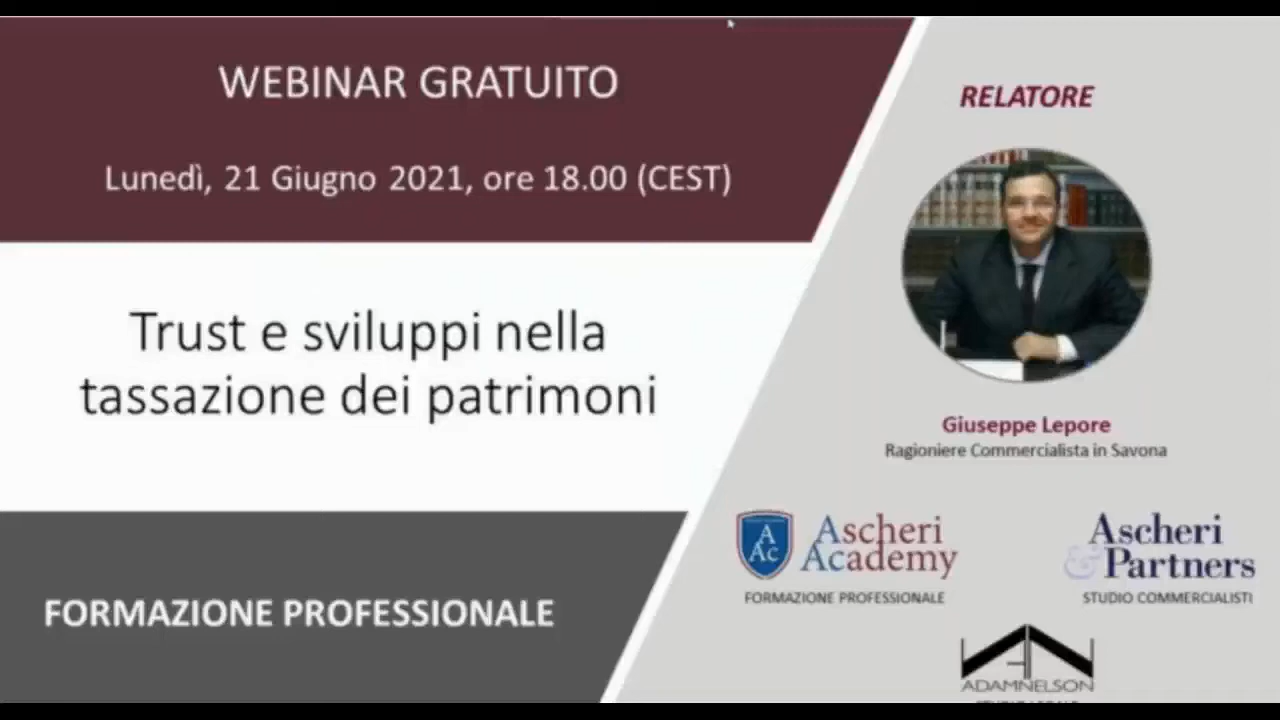 WEBINAR GRATUITO
Lunedì, 21 Giugno 2021, ore 18.00 (CEST)
Trust e sviluppi nella
tassazione dei patrimoni
FORMAZIONE PROFESSIONALE
RELATORE
Giuseppe Lepore
Ragioniere Commercialista in Savona
A
AC
Ascheri
Academy
FORMAZIONE PROFESSIONALE
Ascheri
& Partners
STUDIO COMMERCIALISTI
ADAMNELSON